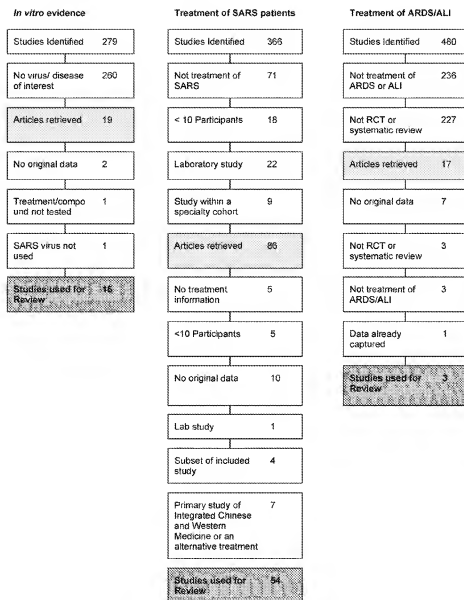 In vitro evidence
Studies Identified 279
No virus/ disease
of interest 260
Articles retrieved 19
No original data 2
Treatment/compo
und not tested 1
SARS virus not
used 1
Studies used for
Review 15
Treatment of SARS patients
Studies Identified 366
Not treatment of
SARS 71
< 10 Participants 18
Laboratory study 22
Study within a
specialty cohort 9
Articles retrieved 86
No treatment
information 5
<10 Participants 5
No original data 10
Lab study 1
Subset of included
study 4
Primary study of
Integrated Chinese
and Western
Medicine or an
alternative treatment 7
Studies used for
Review 54
Treatment of ARDS/ALI
Studies Identified 480
Not treatment of
ARDS or ALI 236
Not RCT or
systematic review 227
Articles retrieved 17
No original data 7
Not RCT or
systematic review 3
Not treatment of
ARDS/ALI 3
Data already
captured 1
Studies used for
Review 3